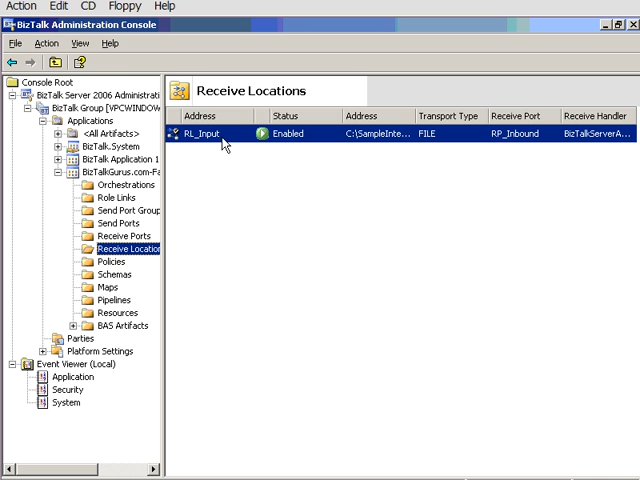 Action Edit CD Floppy Help
BizTalk Administration Console
File Action View Help
Console Root
BizTalk Server 2006 Administrati
BizTalk Group [VPCWINDOW
Applications
<All Artifacts>
BizTalk.System
BizTalk Application 1
BizTalkGurus.com-Fa
Orchestrations
Role Links
Send Port Group
Send Ports
Receive Ports
Receive Location
Policies
Schemas
Maps
Pipelines
Resources
BAS Artifacts
Parties
Platform Settings
Event Viewer (Local)
Application
Security
System
Receive Locations
Address Status Address Transport Type Receive Port Receive Handler
RL_Input Enabled C:\SampleInte... FILE RP_Inbound BizTalkServerA...